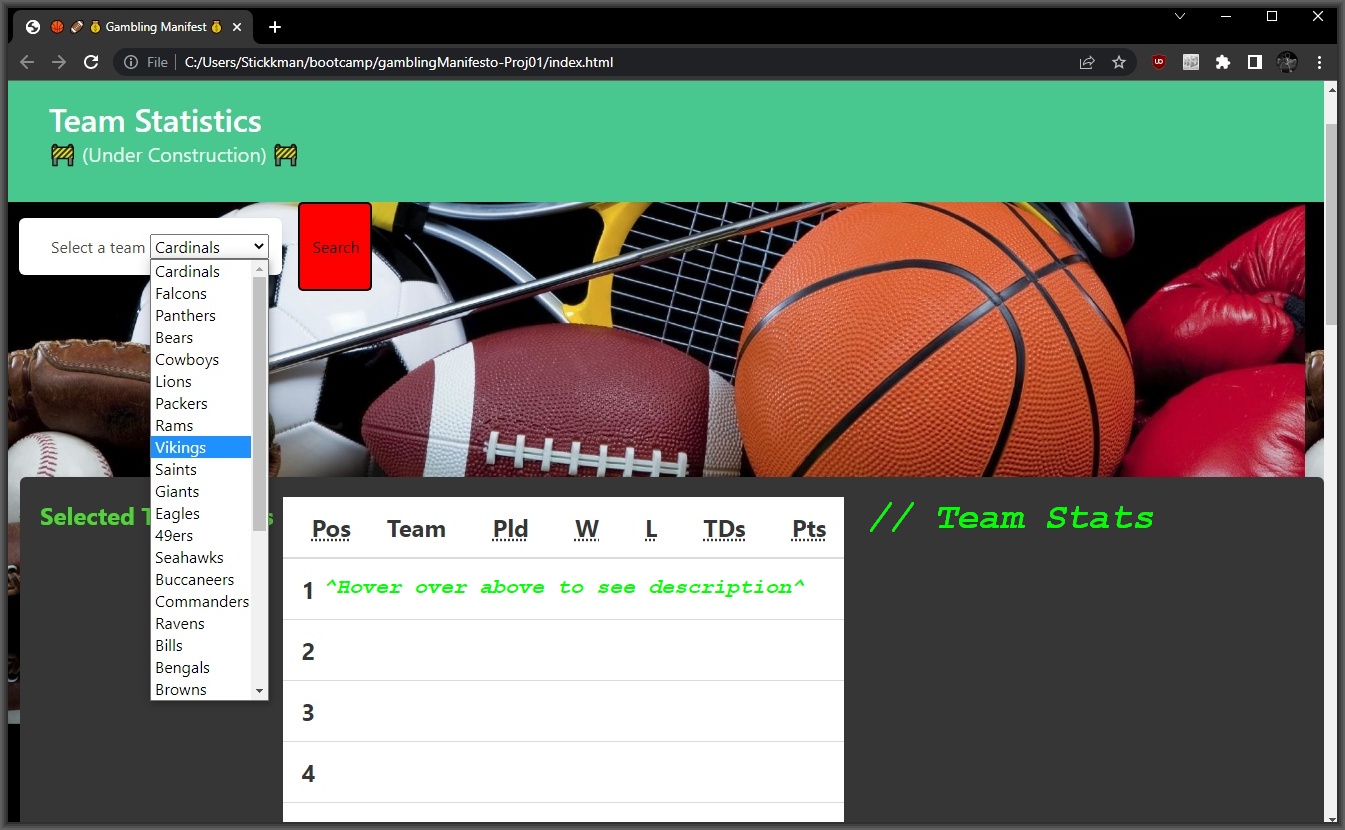 Gambling Manifest
File
C:/Users/Stickkman/bootcamp/gamblingManifesto-Proj01/index.html
Team Statistics
(Under Construction)
Select a team Cardinals
Search
Cardinals
Falcons
Panthers
Bears
Cowboys
Lions
Packers
Rams
Vikings
Saints
Giants
Eagles
49ers
Seahawks
Buccaneers
Commanders
Ravens
Bills
Bengals
Browns
Selected
Pos Team Pld W L TDs Pts
1 ^Hover over above to see description^
2
3
4
// Team Stats